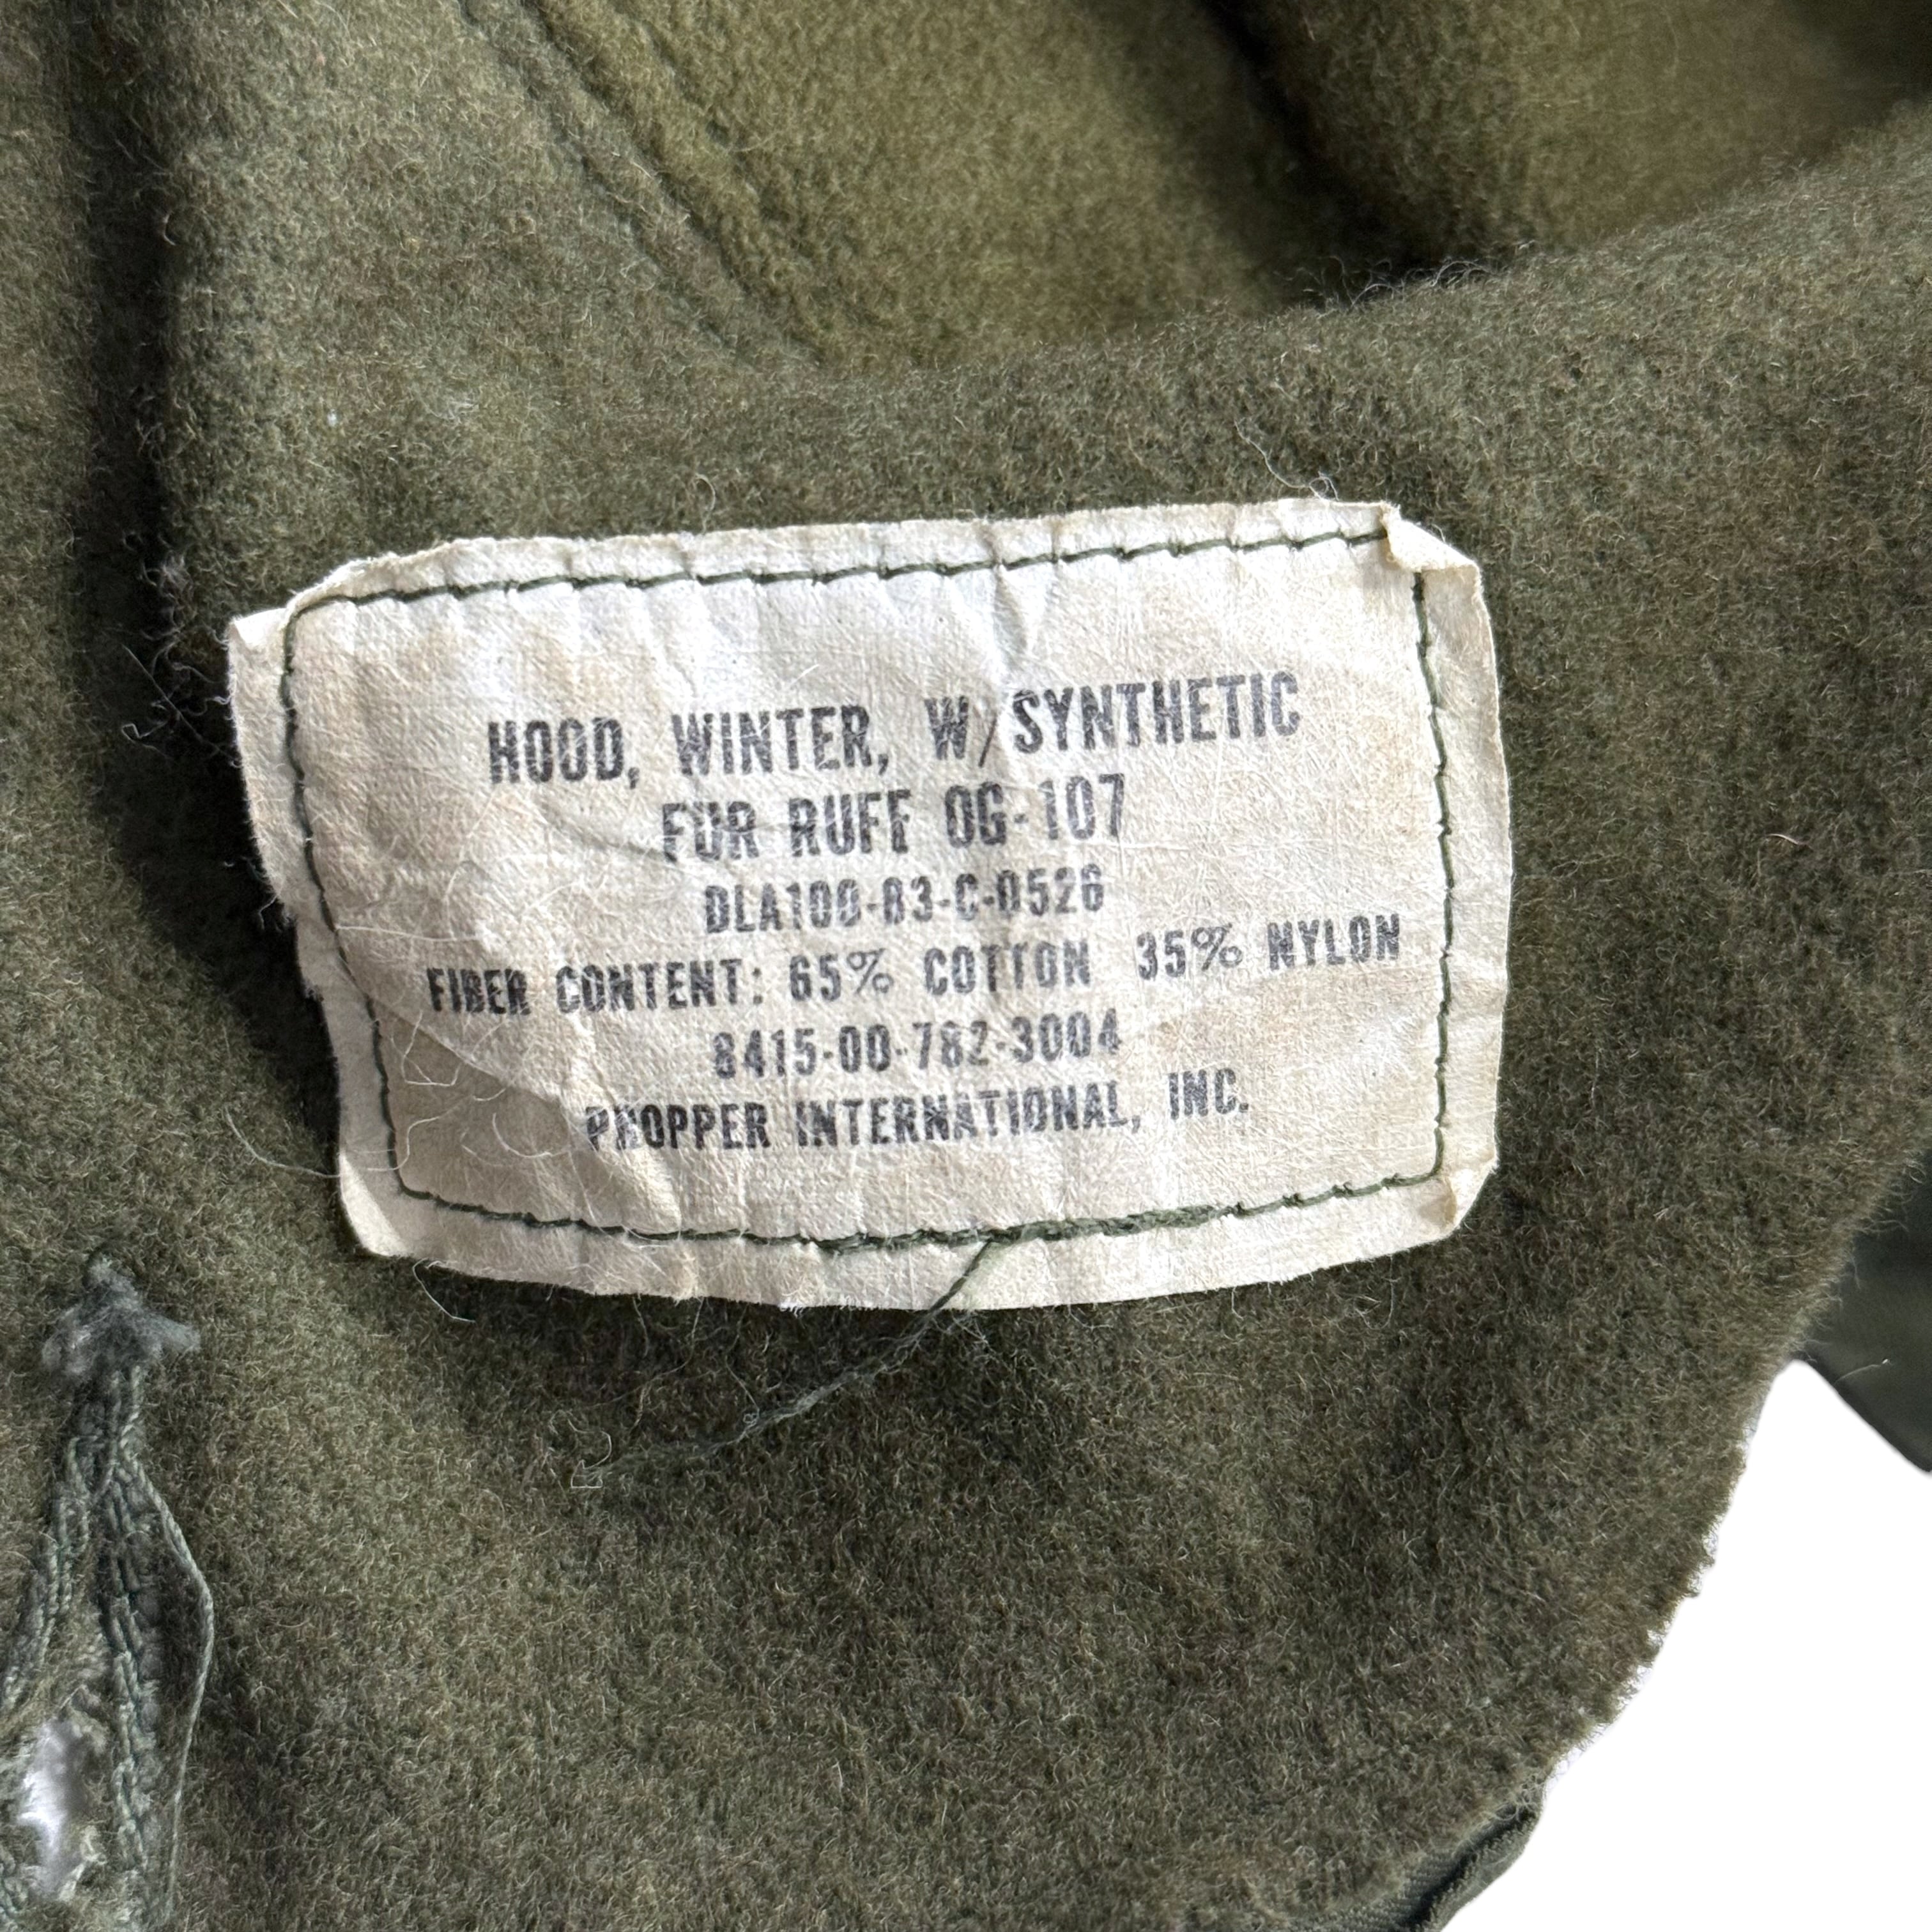 HOOD, WINTER, W/SYNTHETIC
FUR RUFF OG-107
DLA100-83-C-0526
FIBER CONTENT: 65% COTTON 35% NYLON
8415-00-782-3004
PROPPER INTERNATIONAL, INC.